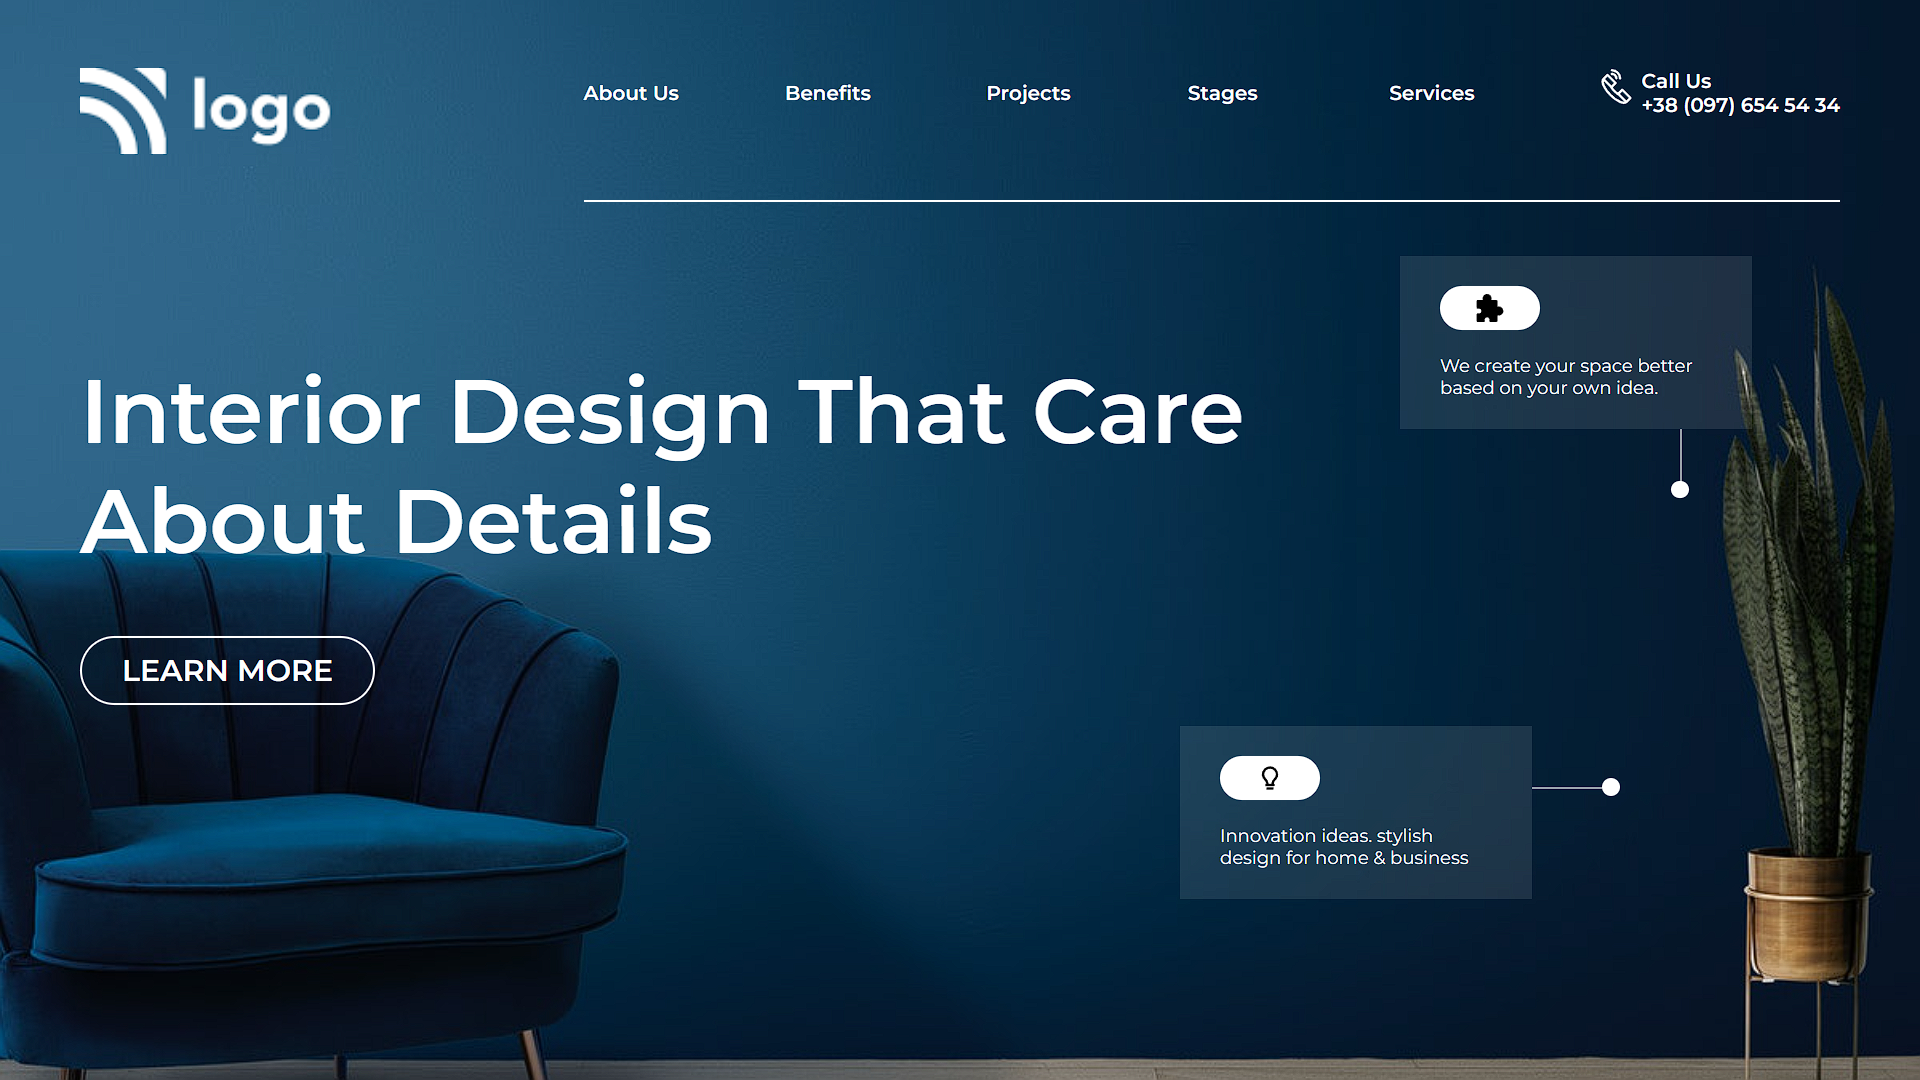 logo
About Us
Benefits
Projects
Stages
Services
Call Us
+38 (097) 654 54 34
We create your space better
based on your own idea.
Interior Design That Care
About Details
LEARN MORE
Innovation ideas. stylish
design for home & business